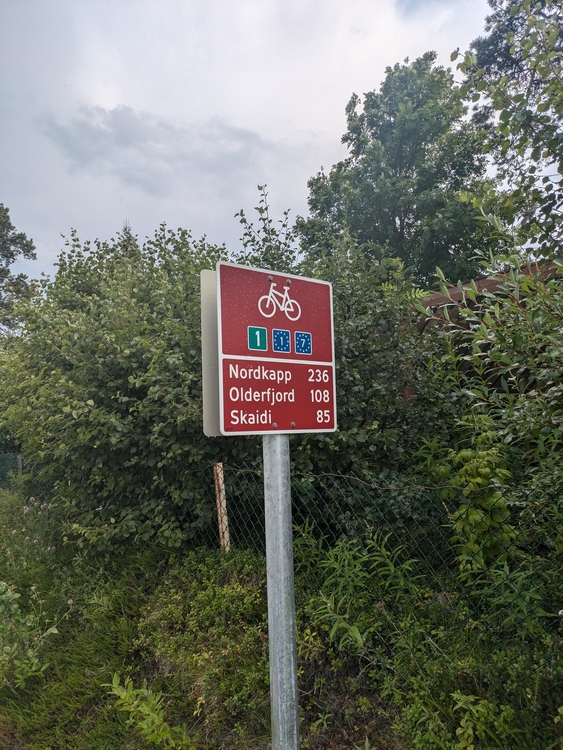 1 1 7
Nordkapp 236
Olderfjord 108
Skaidi 85